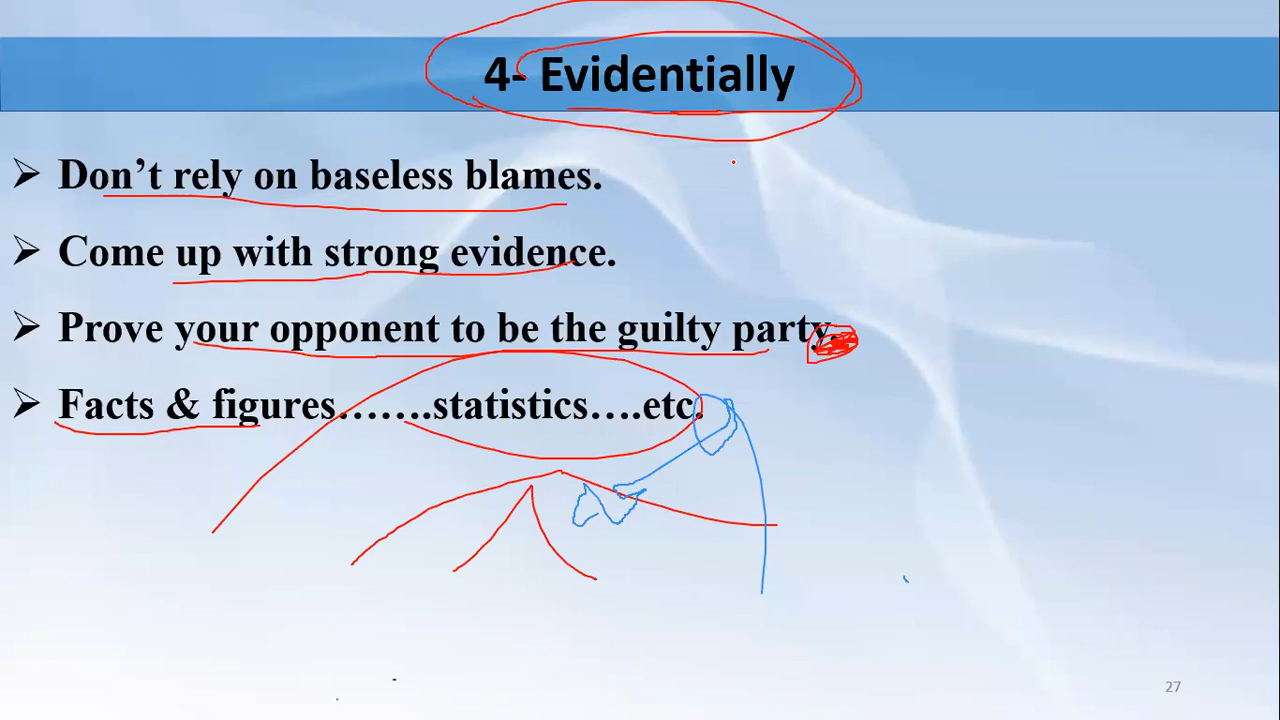 4- Evidentially
➢ Don’t rely on baseless blames.
➢ Come up with strong evidence.
➢ Prove your opponent to be the guilty party.
➢ Facts & figures…….statistics….etc.
27